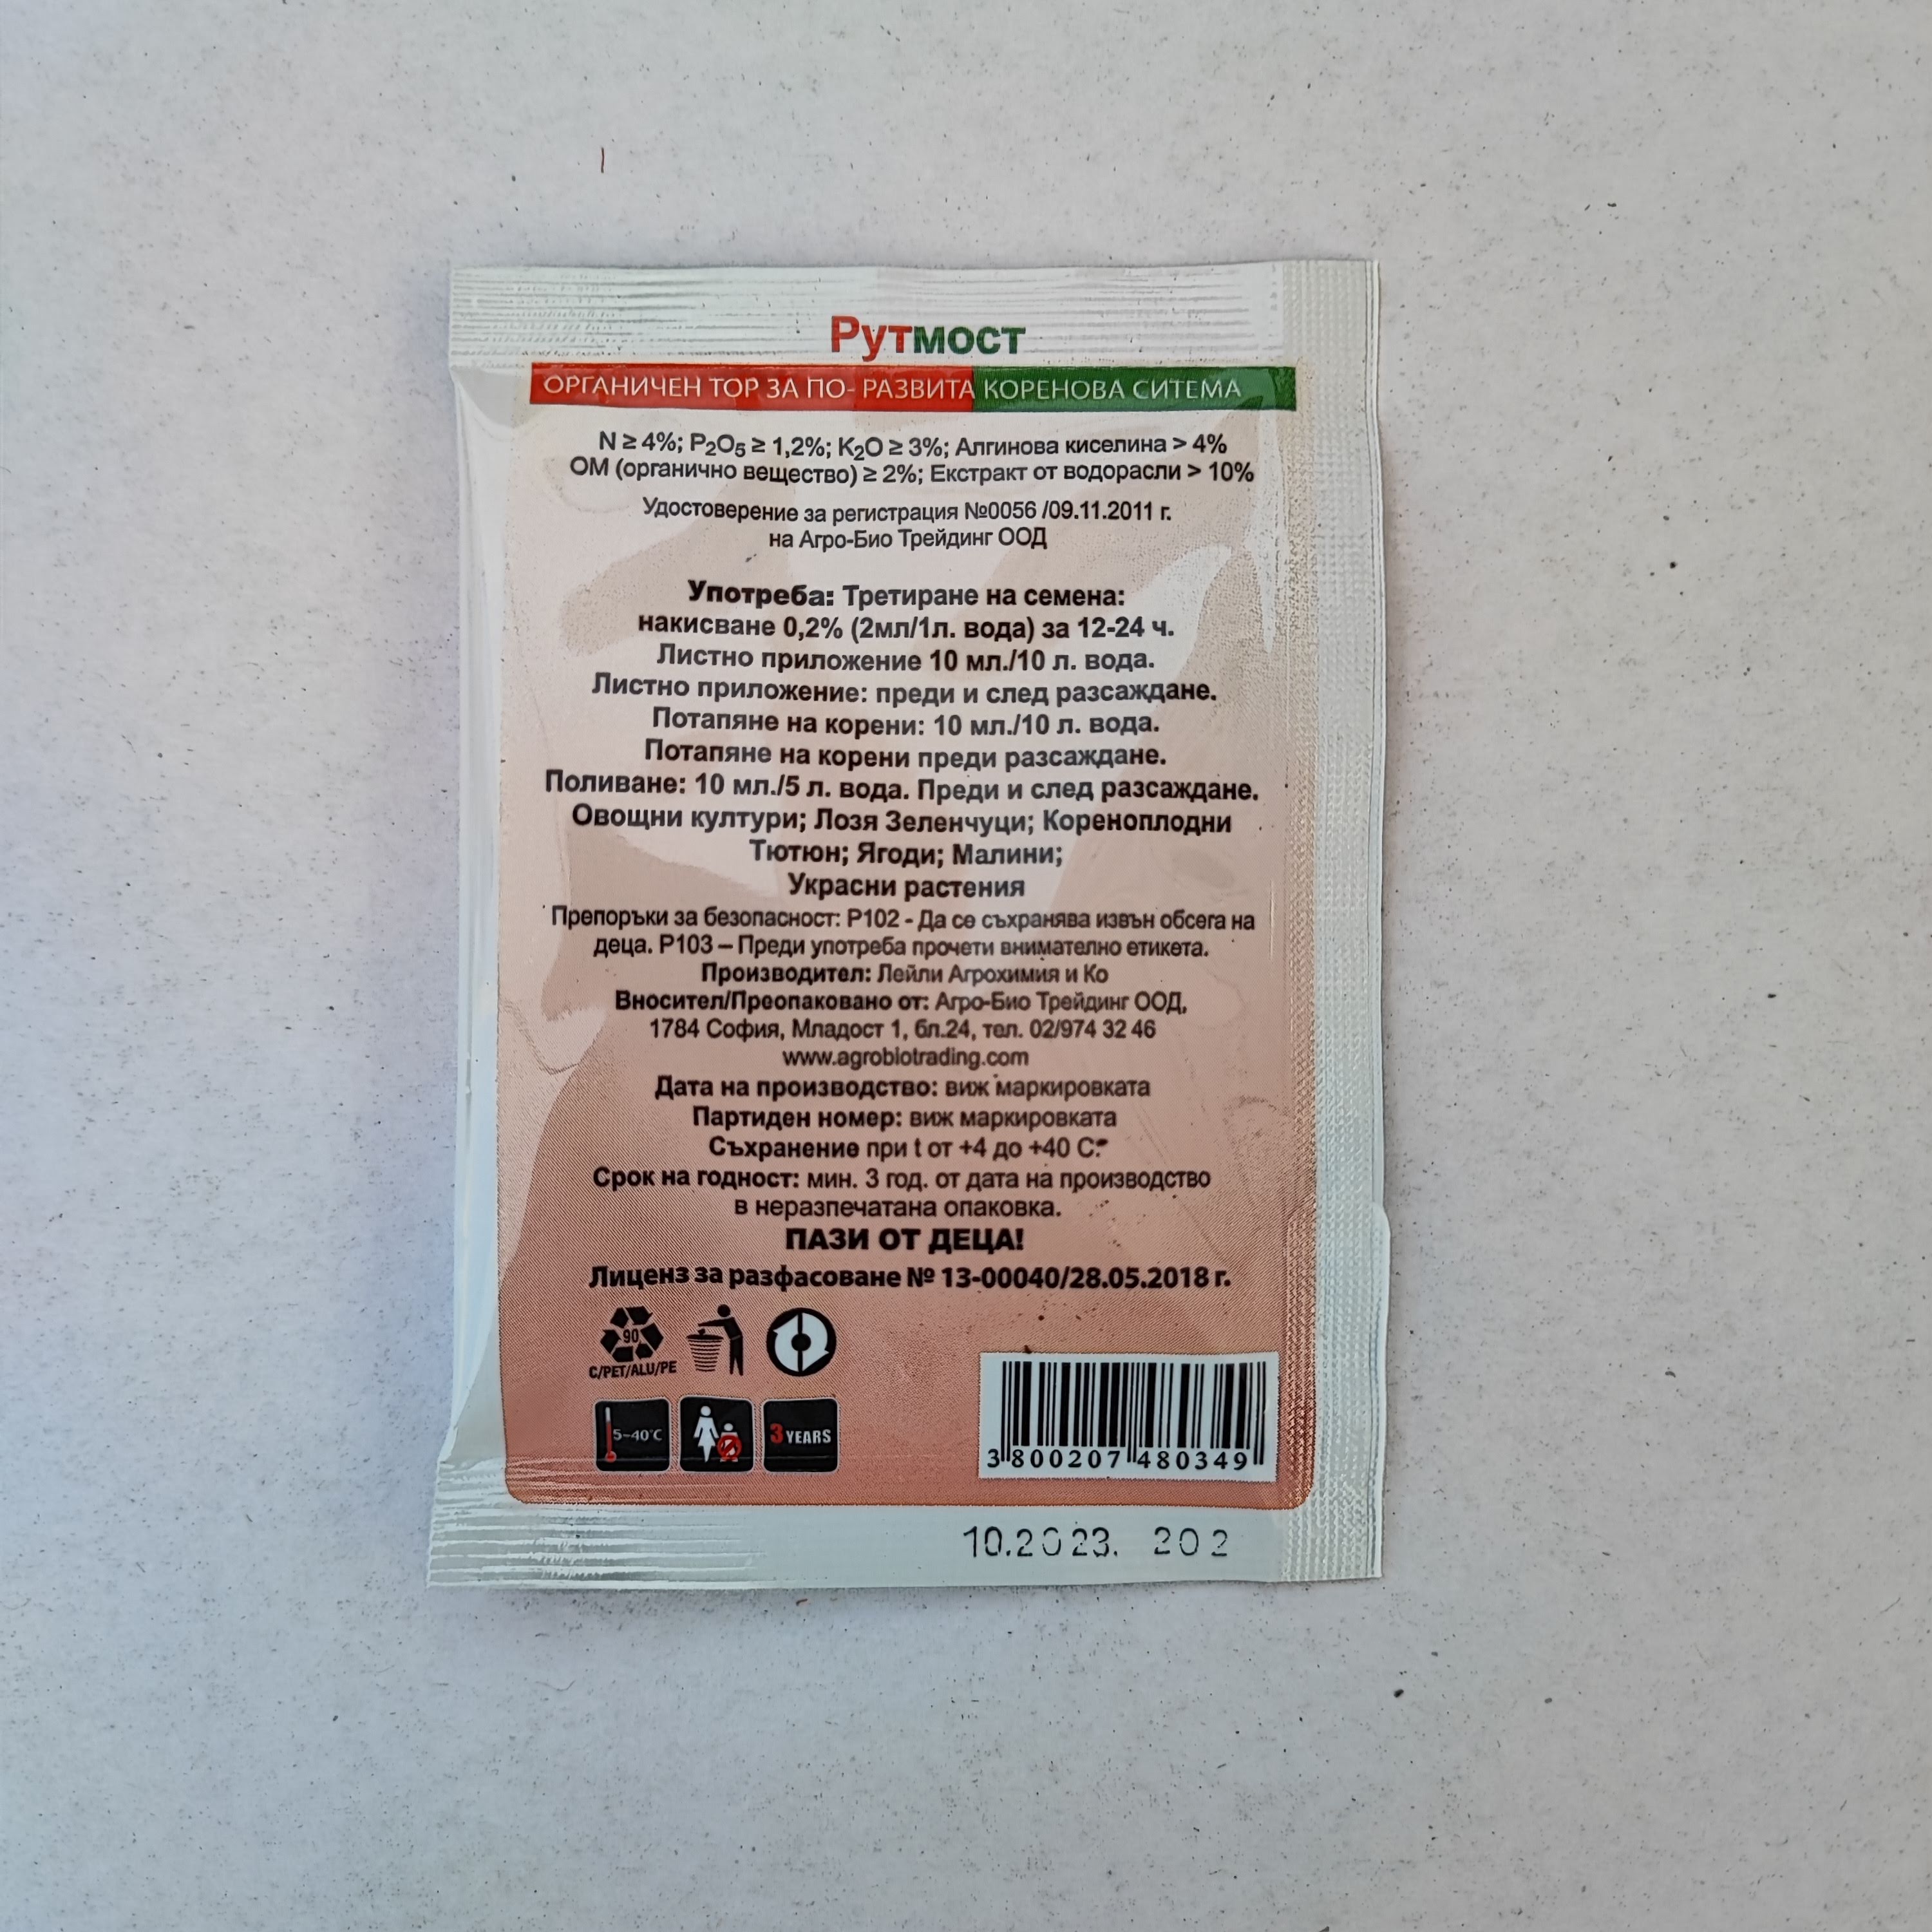 Рутмост
ОРГАНИЧЕН ТОР ЗА ПО- РАЗВИТА КОРЕНОВА СИТЕМА
N ≥ 4%; P₂O₅ ≥ 1,2%; K₂O ≥ 3%; Алгинова киселина > 4%
ОМ (органично вещество) ≥ 2%; Екстракт от водорасли > 10%
Удостоверение за регистрация №0056 /09.11.2011 г.
на Агро-Био Трейдинг ООД
Употреба: Третиране на семена:
накисване 0,2% (2мл/1л. вода) за 12-24 ч.
Листно приложение 10 мл./10 л. вода.
Листно приложение: преди и след разсаждане.
Потапяне на корени: 10 мл./10 л. вода.
Потапяне на корени преди разсаждане.
Поливане: 10 мл./5 л. вода. Преди и след разсаждане.
Овощни култури; Лозя Зеленчуци; Кореноплодни
Тютюн; Ягоди; Малини;
Украсни растения
Препоръки за безопасност: P102 - Да се съхранява извън обсега на
деца. P103 – Преди употреба прочети внимателно етикета.
Производител: Лейли Агрохимия и Ко
Вносител/Преопаковано от: Агро-Био Трейдинг ООД,
1784 София, Младост 1, бл.24, тел. 02/974 32 46
www.agrobiotrading.com
Дата на производство: виж маркировката
Партиден номер: виж маркировката
Съхранение при t от +4 до +40 C.
Срок на годност: мин. 3 год. от дата на производство
в неразпечатана опаковка.
ПАЗИ ОТ ДЕЦА!
Лиценз за разфасоване № 13-00040/28.05.2018 г.
90
C/PET/ALU/PE
5-40°C
3 YEARS
3 800207 480349
10.2023. 202